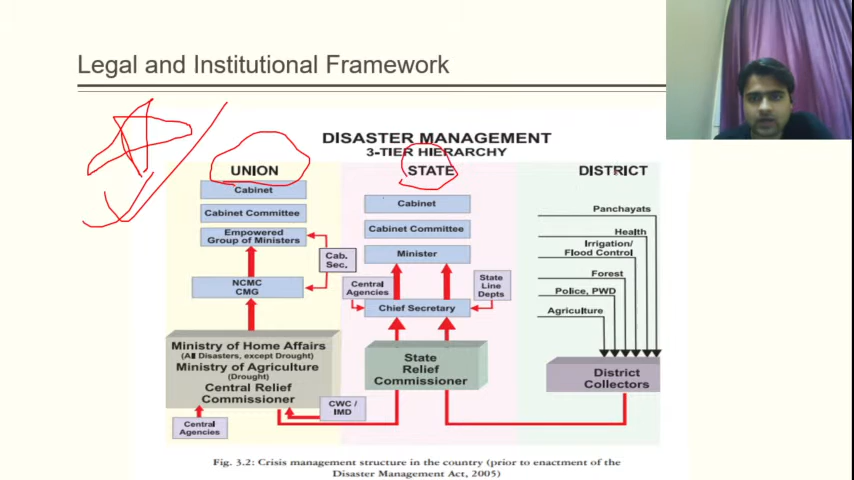 Legal and Institutional Framework
DISASTER MANAGEMENT
3-TIER HIERARCHY
UNION
Cabinet
Cabinet Committee
Empowered
Group of Ministers
Cab.
Sec.
NCMC
CMG
Ministry of Home Affairs
(All Disasters, except Drought)
Ministry of Agriculture
(Drought)
Central Relief
Commissioner
CWC /
IMD
Central
Agencies
STATE
Cabinet
Cabinet Committee
Minister
Central
Agencies
State
Line
Depts
Chief Secretary
State
Relief
Commissioner
DISTRICT
Panchayats
Health
Irrigation/
Flood Control
Forest
Police, PWD
Agriculture
District
Collectors
Fig. 3.2: Crisis management structure in the country (prior to enactment of the
Disaster Management Act, 2005)